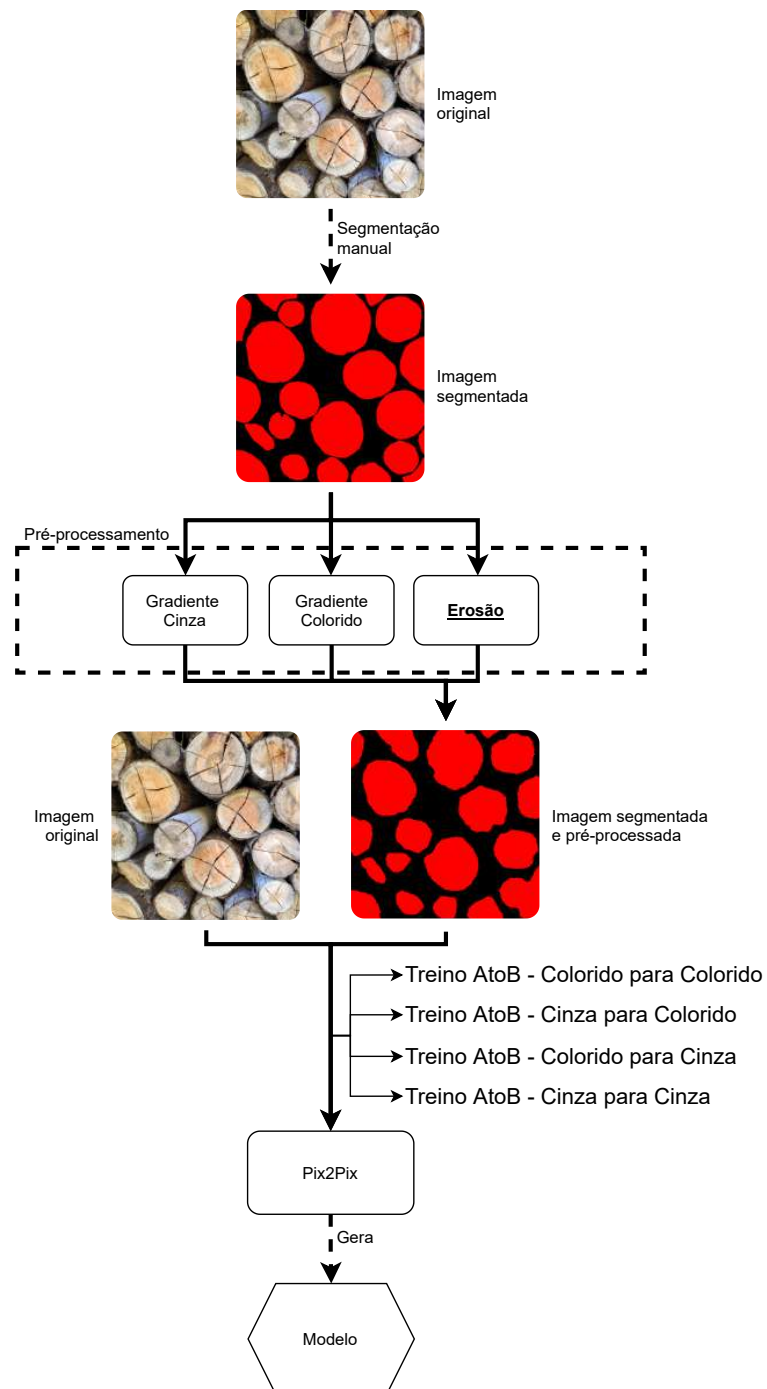 Imagem
original
Segmentação
manual
Imagem
segmentada
Pré-processamento
Gradiente
Cinza
Gradiente
Colorido
Erosão
Imagem
original
Imagem segmentada
e pré-processada
Treino AtoB - Colorido para Colorido
Treino AtoB - Cinza para Colorido
Treino AtoB - Colorido para Cinza
Treino AtoB - Cinza para Cinza
Pix2Pix
Gera
Modelo